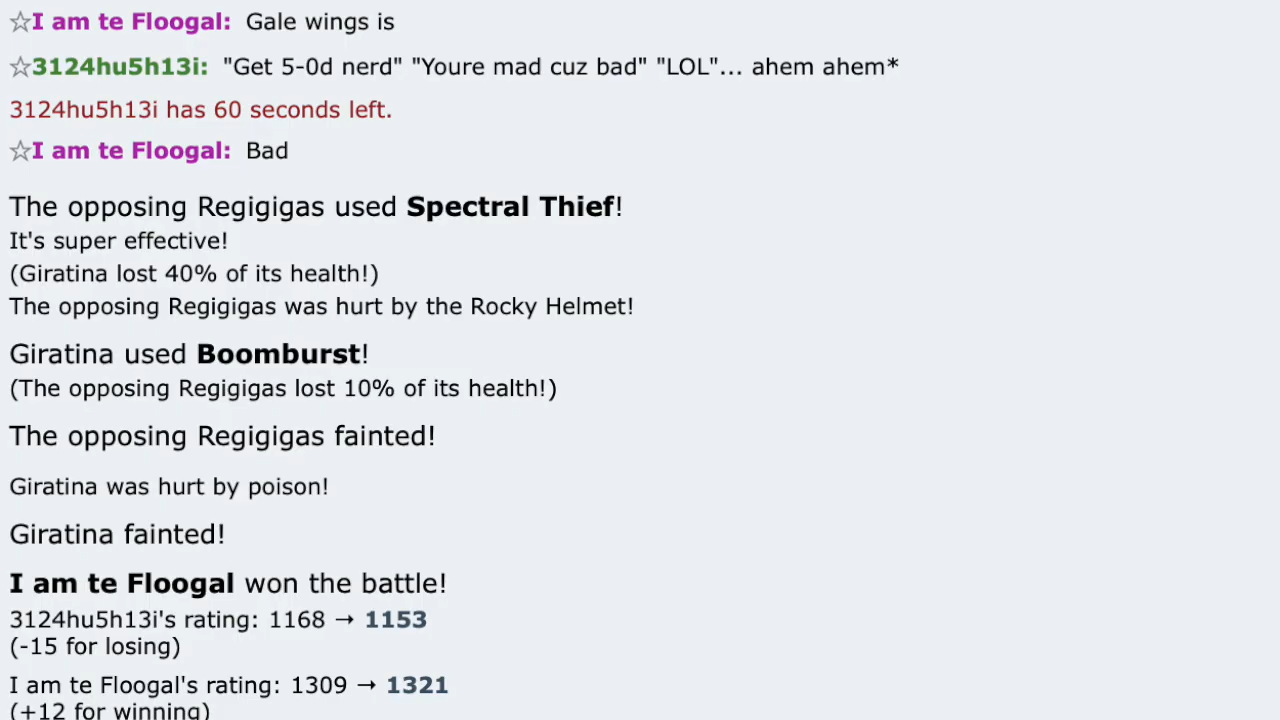 ☆I am te Floogal: Gale wings is
☆3124hu5h13i: "Get 5-0d nerd" "Youre mad cuz bad" "LOL"... ahem ahem*
3124hu5h13i has 60 seconds left.
☆I am te Floogal: Bad
The opposing Regigigas used Spectral Thief!
It's super effective!
(Giratina lost 40% of its health!)
The opposing Regigigas was hurt by the Rocky Helmet!
Giratina used Boomburst!
(The opposing Regigigas lost 10% of its health!)
The opposing Regigigas fainted!
Giratina was hurt by poison!
Giratina fainted!
I am te Floogal won the battle!
3124hu5h13i's rating: 1168 → 1153
(-15 for losing)
I am te Floogal's rating: 1309 → 1321
(+12 for winning)